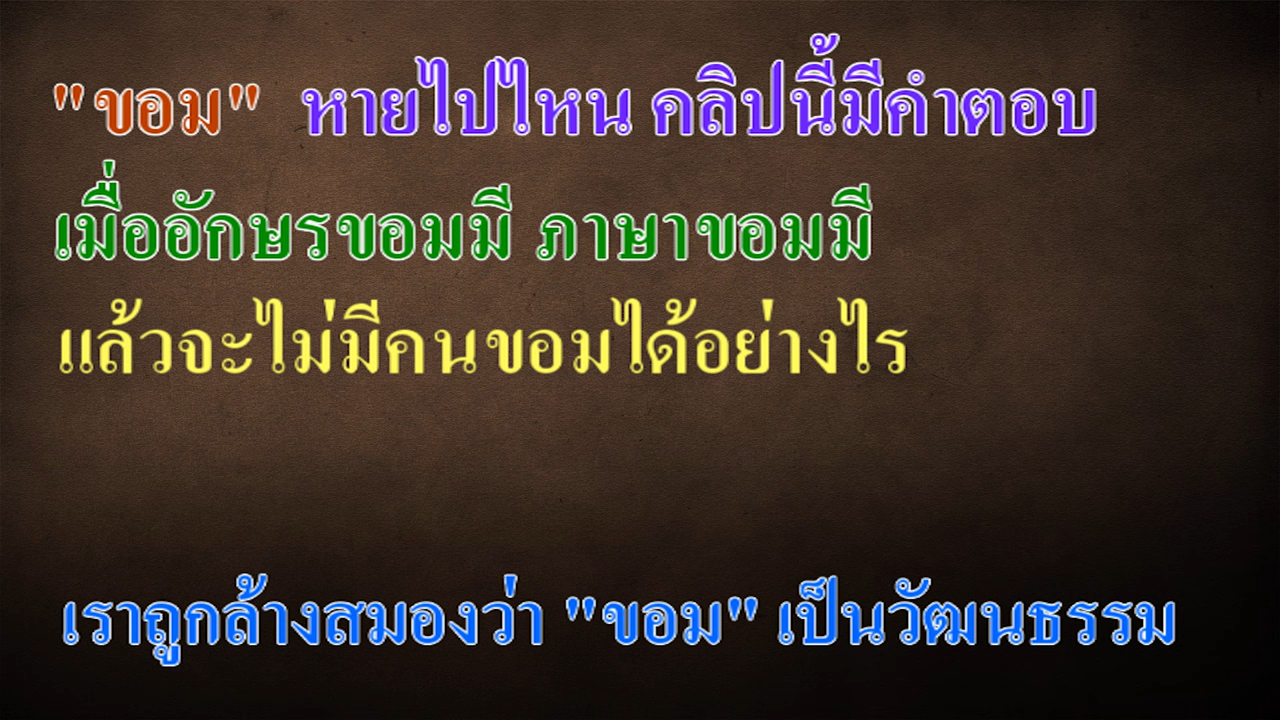 "ขอม" หายไปไหน คลิปนี้มีคำตอบ
เมื่ออักษรขอมมี ภาษาขอมมี
แล้วจะไม่มีคนขอมได้อย่างไร
เราถูกล้างสมองว่า "ขอม" เป็นวัฒนธรรม